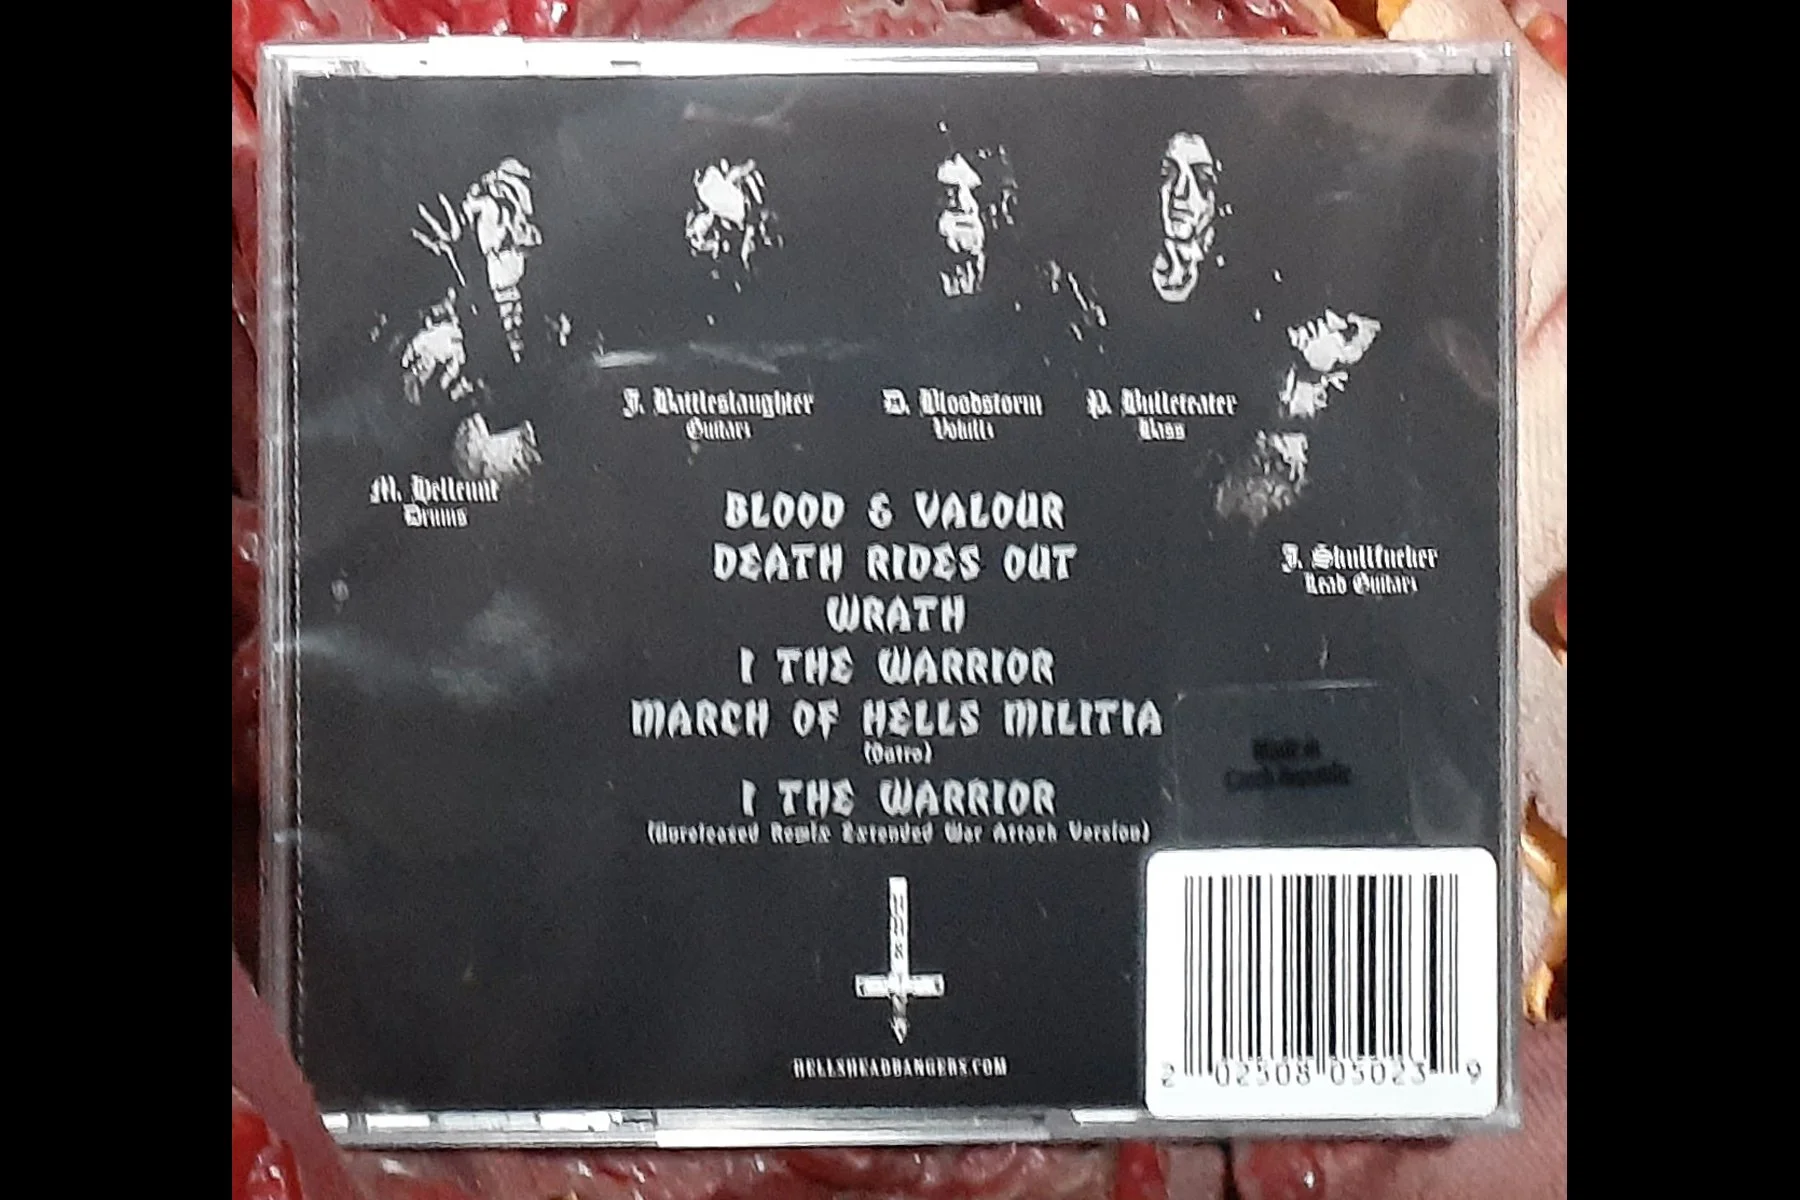 J. Battleslaughter
Guitars
D. Bloodstorm
Vokills
P. Bulleteater
Bass
M. Hellcunt
Drums
J. Skullfucker
Lead Guitars
BLOOD & VALOUR
DEATH RIDES OUT
WRATH
I THE WARRIOR
MARCH OF HELLS MILITIA
(Outro)
I THE WARRIOR
(Unreleased Remix Extended War Attack Version)
Made in
Czech Republic
HELLSHEADBANGERS.COM
2 02508 05023 9